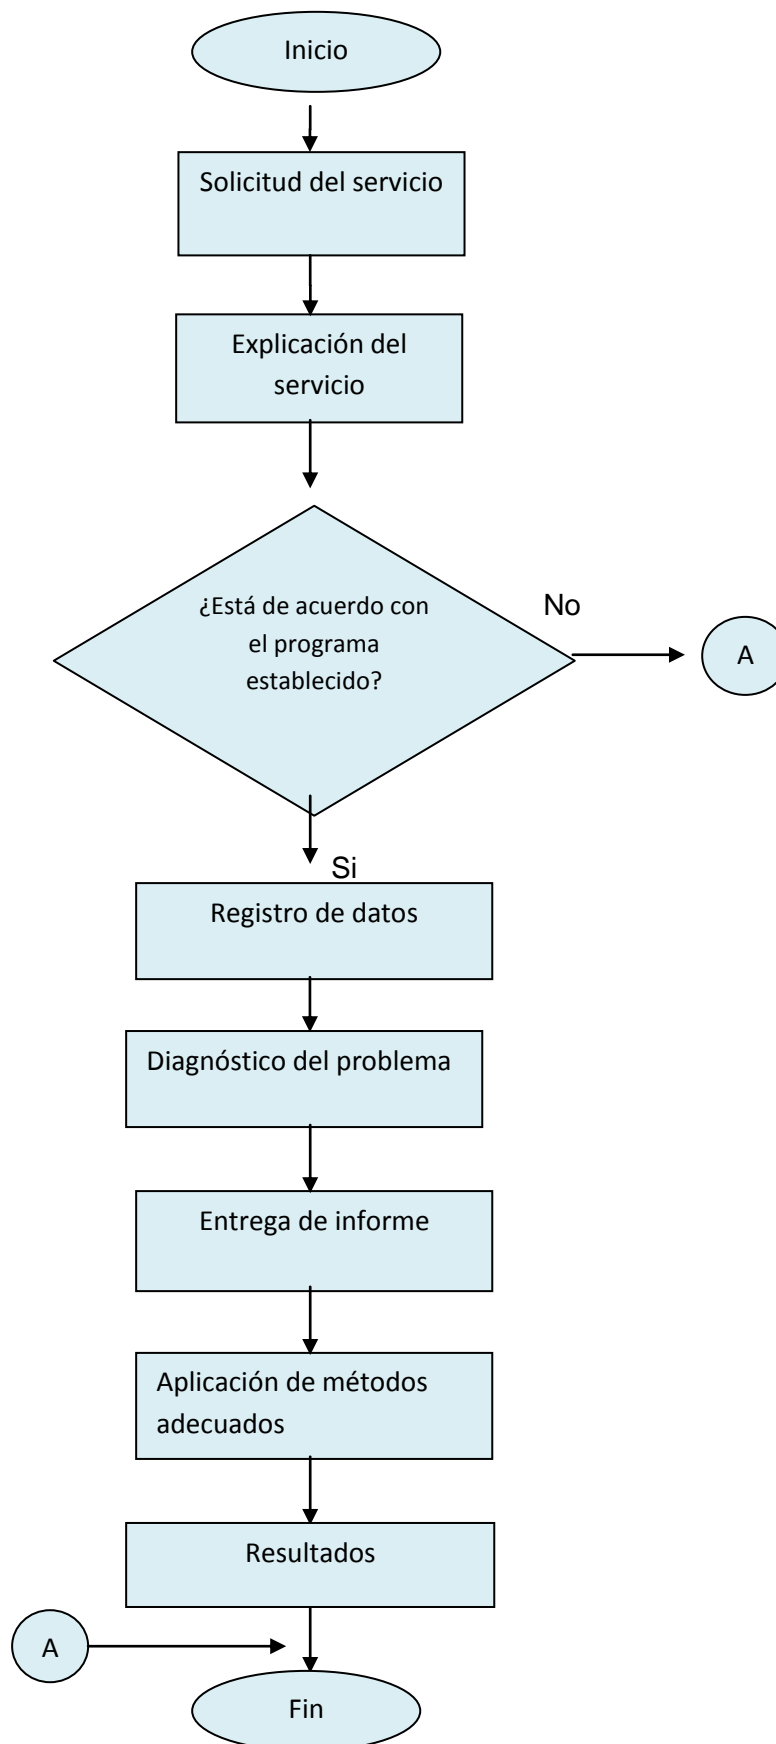 Inicio
Solicitud del servicio
Explicación del
servicio
¿Está de acuerdo con
el programa
establecido?
No
A
Si
Registro de datos
Diagnóstico del problema
Entrega de informe
Aplicación de métodos
adecuados
Resultados
A
Fin